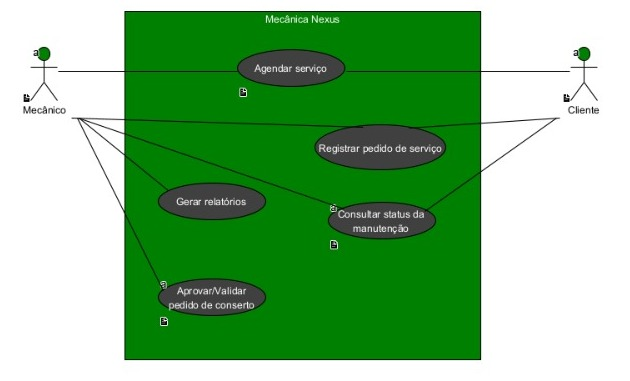 Mecânica Nexus
a
a
Agendar serviço
Mecânico
Cliente
Registrar pedido de serviço
Gerar relatórios
a
Consultar status da
manutenção
a
Aprovar/Validar
pedido de conserto